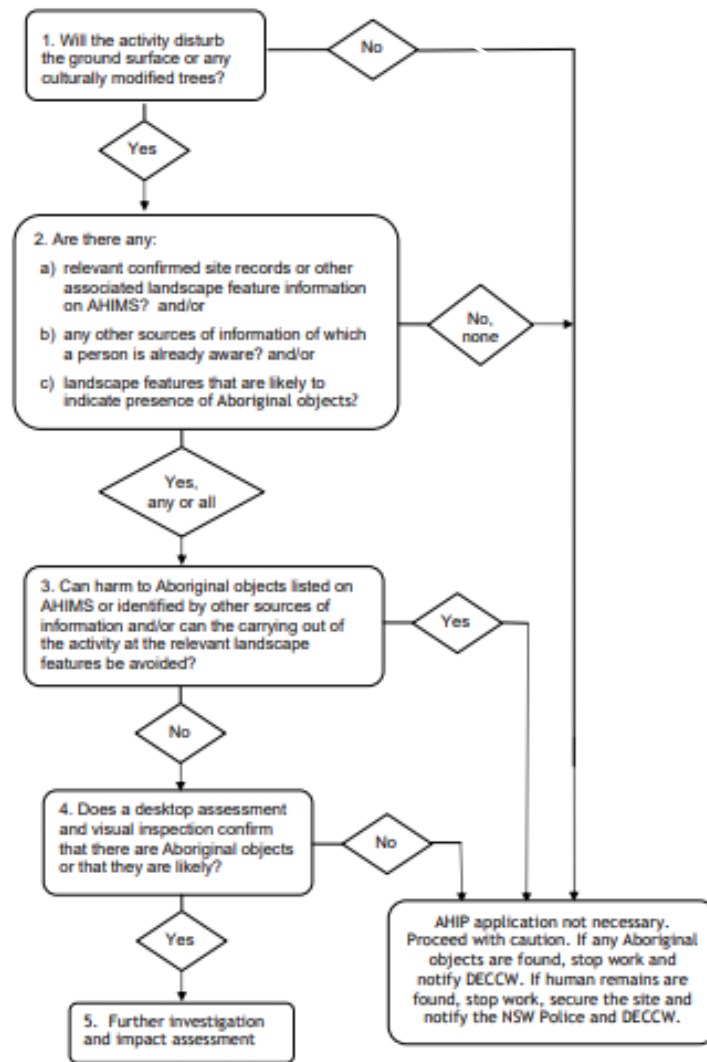 1. Will the activity disturb
the ground surface or any
culturally modified trees?
No
Yes
2. Are there any:
a) relevant confirmed site records or other
associated landscape feature information
on AHIMS? and/or
b) any other sources of information of which
a person is already aware? and/or
c) landscape features that are likely to
indicate presence of Aboriginal objects?
No,
none
Yes,
any or all
3. Can harm to Aboriginal objects listed on
AHIMS or identified by other sources of
information and/or can the carrying out of
the activity at the relevant landscape
features be avoided?
Yes
No
4. Does a desktop assessment
and visual inspection confirm
that there are Aboriginal objects
or that they are likely?
No
Yes
AHIP application not necessary.
Proceed with caution. If any Aboriginal
objects are found, stop work and
notify DECCW. If human remains are
found, stop work, secure the site and
notify the NSW Police and DECCW.
5. Further investigation
and impact assessment